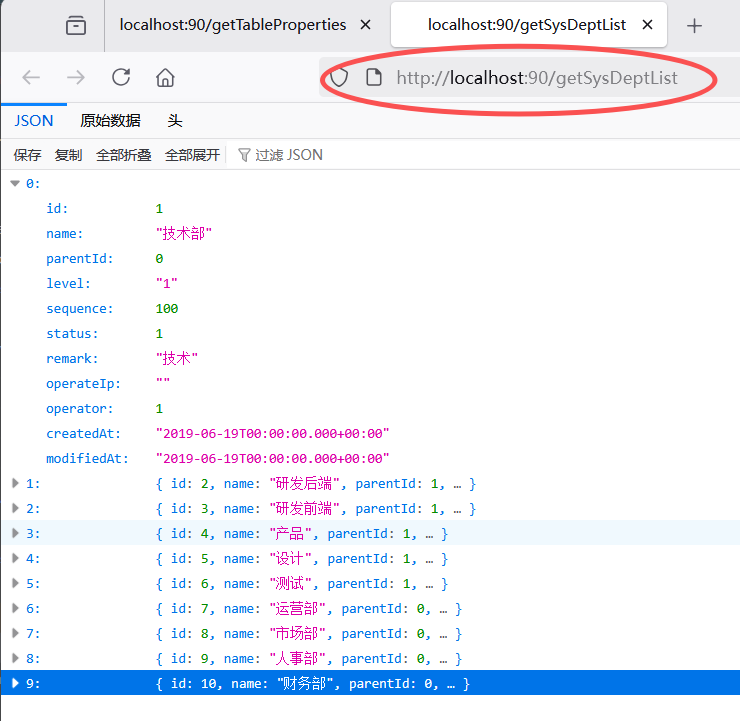 localhost:90/getTableProperties
localhost:90/getSysDeptList
http://localhost:90/getSysDeptList
JSON 原始数据 头
保存 复制 全部折叠 全部展开 过滤 JSON
0:
id: 1
name: "技术部"
parentId: 0
level: "1"
sequence: 100
status: 1
remark: "技术"
operateIp: ""
operator: 1
createdAt: "2019-06-19T00:00:00.000+00:00"
modifiedAt: "2019-06-19T00:00:00.000+00:00"
1: { id: 2, name: "研发后端", parentId: 1, … }
2: { id: 3, name: "研发前端", parentId: 1, … }
3: { id: 4, name: "产品", parentId: 1, … }
4: { id: 5, name: "设计", parentId: 1, … }
5: { id: 6, name: "测试", parentId: 1, … }
6: { id: 7, name: "运营部", parentId: 0, … }
7: { id: 8, name: "市场部", parentId: 0, … }
8: { id: 9, name: "人事部", parentId: 0, … }
9: { id: 10, name: "财务部", parentId: 0, … }